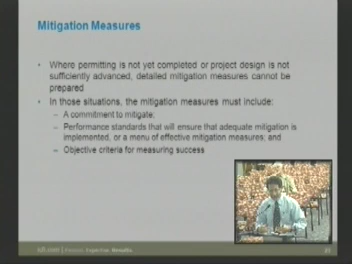 Mitigation Measures
• Where permitting is not yet completed or project design is not
sufficiently advanced, detailed mitigation measures cannot be
prepared
• In those situations, the mitigation measures must include:
– A commitment to mitigate;
– Performance standards that will ensure that adequate mitigation is
implemented, or a menu of effective mitigation measures; and
– Objective criteria for measuring success